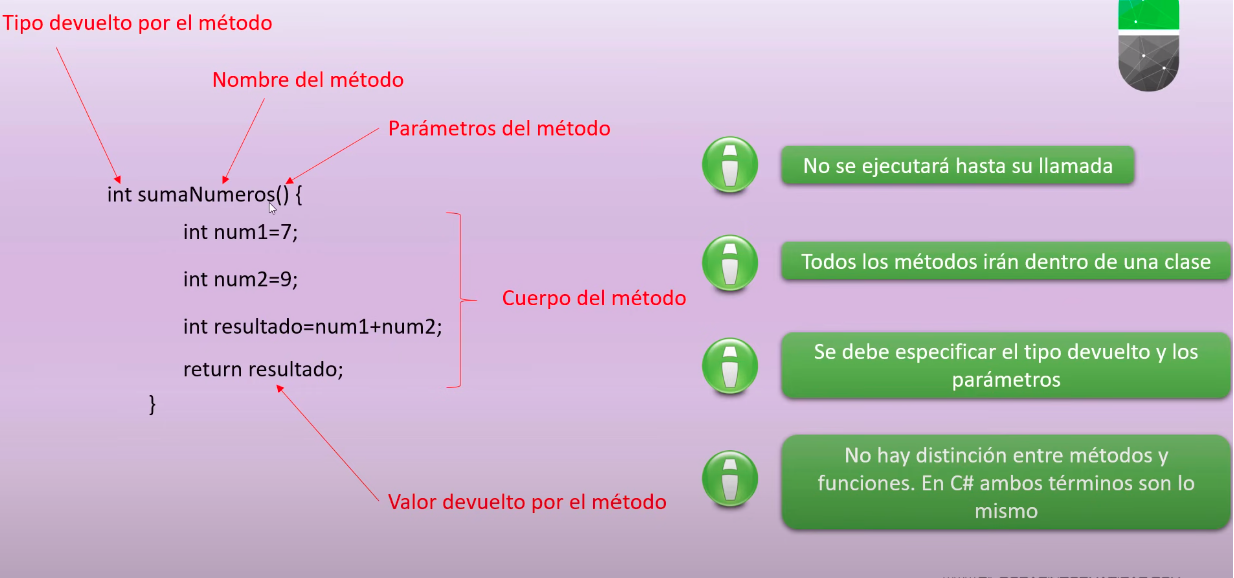 Tipo devuelto por el método
Nombre del método
Parámetros del método
int sumaNumeros() {
int num1=7;
int num2=9;
int resultado=num1+num2;
return resultado;
}
Cuerpo del método
Valor devuelto por el método
No se ejecutará hasta su llamada
Todos los métodos irán dentro de una clase
Se debe especificar el tipo devuelto y los
parámetros
No hay distinción entre métodos y
funciones. En C# ambos términos son lo
mismo